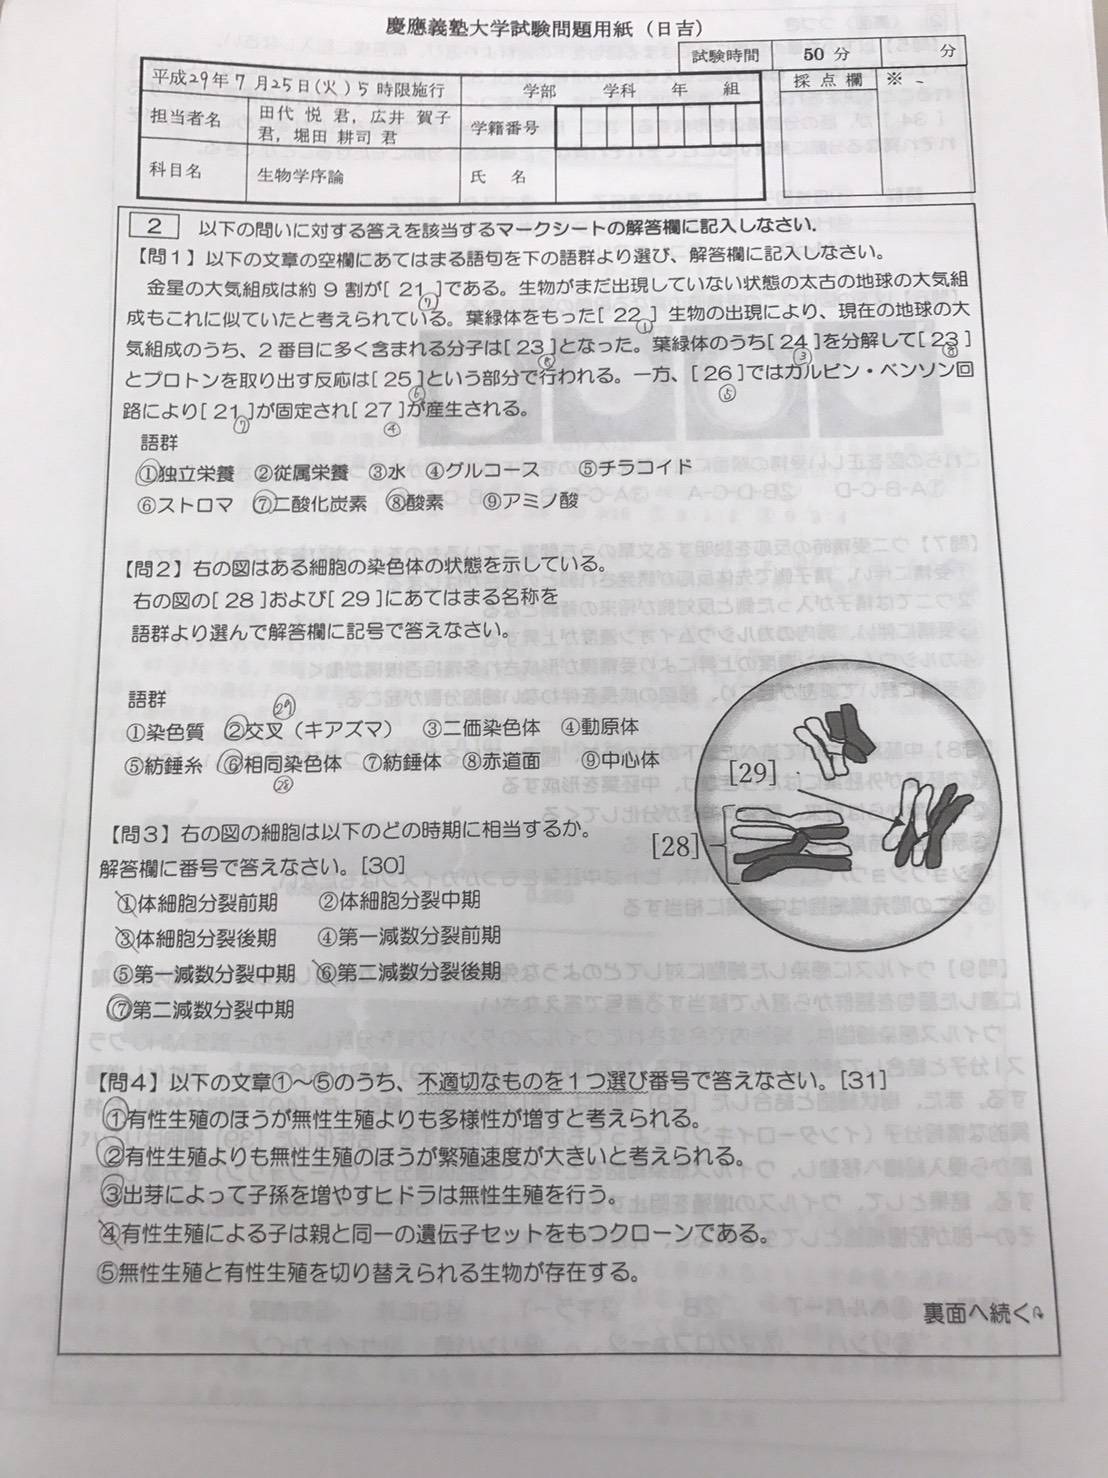 慶應義塾大学試験問題用紙（日吉）
試験時間 50 分 分
平成29年7月25日(火)5時限施行 学部 学科 年 組 採点欄 ※
担当者名 田代 悦 君, 広井 賀子 君, 堀田 耕司 君 学籍番号
科目名 生物学序論 氏 名
2 以下の問いに対する答えを該当するマークシートの解答欄に記入しなさい.
【問1】以下の文章の空欄にあてはまる語句を下の語群より選び、解答欄に記入しなさい。
金星の大気組成は約9割が[ 21 ]である。生物がまだ出現していない状態の太古の地球の大気組
⑦
成もこれに似ていたと考えられている。葉緑体をもった[ 22 ] 生物の出現により、現在の地球の大
①
気組成のうち、2番目に多く含まれる分子は[ 23 ]となった。葉緑体のうち[ 24 ]を分解して[ 23 ]
⑧ ③ ⑧
とプロトンを取り出す反応は[ 25 ]という部分で行われる。一方、[ 26 ]ではカルビン・ベンソン回
⑥ ⑤
路により[ 21 ]が固定され[ 27 ]が産生される。
⑦ ④
語群
①独立栄養 ②従属栄養 ③水 ④グルコース ⑤チラコイド
⑥ストロマ ⑦二酸化炭素 ⑧酸素 ⑨アミノ酸
【問2】右の図はある細胞の染色体の状態を示している。
右の図の[ 28 ]および[ 29 ]にあてはまる名称を
語群より選んで解答欄に記号で答えなさい。
語群
29
①染色質 ②交叉（キアズマ） ③二価染色体 ④動原体
⑤紡錘糸 ⑥相同染色体 ⑦紡錘体 ⑧赤道面 ⑨中心体
28
[29]
[28]
【問3】右の図の細胞は以下のどの時期に相当するか。
解答欄に番号で答えなさい。[30]
①体細胞分裂前期 ②体細胞分裂中期
③体細胞分裂後期 ④第一減数分裂前期
⑤第一減数分裂中期 ⑥第二減数分裂後期
⑦第二減数分裂中期
【問4】以下の文章①～⑤のうち、不適切なものを1つ選び番号で答えなさい。[31]
①有性生殖のほうが無性生殖よりも多様性が増すと考えられる。
②有性生殖よりも無性生殖のほうが繁殖速度が大きいと考えられる。
③出芽によって子孫を増やすヒドラは無性生殖を行う。
④有性生殖による子は親と同一の遺伝子セットをもつクローンである。
⑤無性生殖と有性生殖を切り替えられる生物が存在する。
裏面へ続く